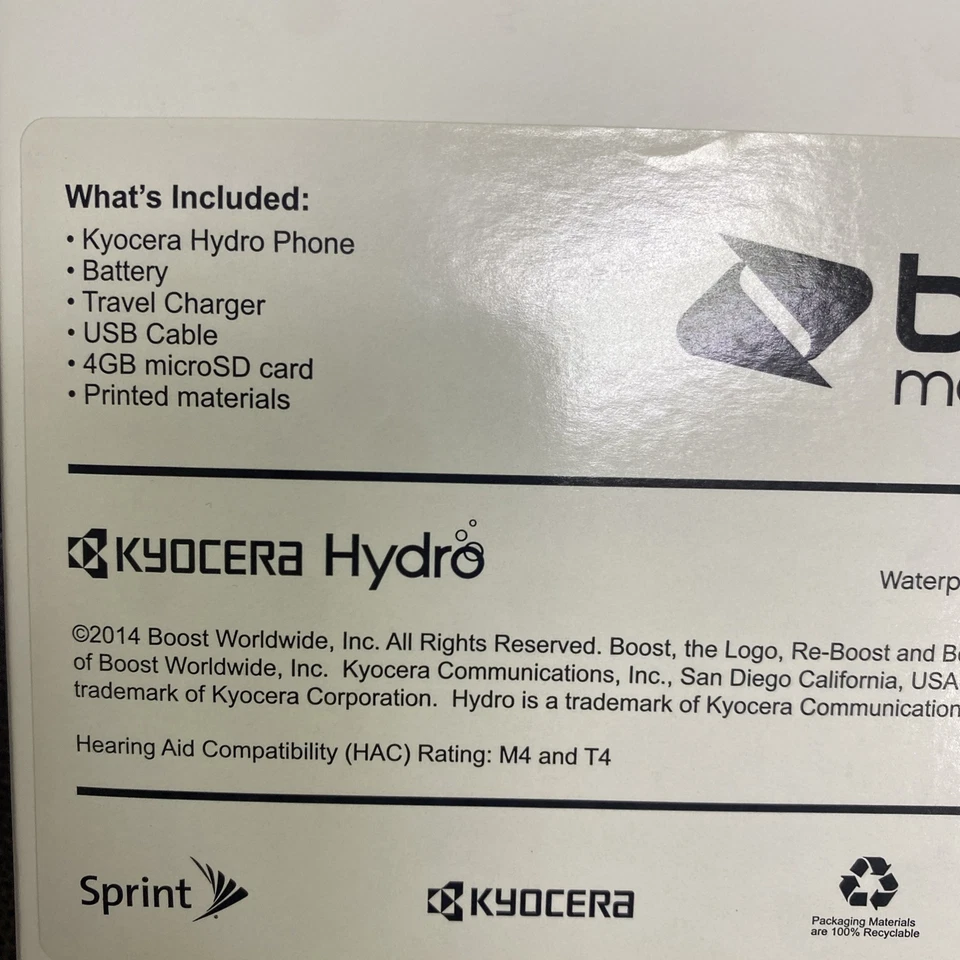 What's Included:
• Kyocera Hydro Phone
• Battery
• Travel Charger
• USB Cable
• 4GB microSD card
• Printed materials
KYOCERA Hydro
©2014 Boost Worldwide, Inc. All Rights Reserved. Boost, the Logo, Re-Boost and
of Boost Worldwide, Inc. Kyocera Communications, Inc., San Diego California, USA
trademark of Kyocera Corporation. Hydro is a trademark of Kyocera
Hearing Aid Compatibility (HAC) Rating: M4 and T4
Sprint
KYOCERA
Packaging Materials
are 100% Recyclable